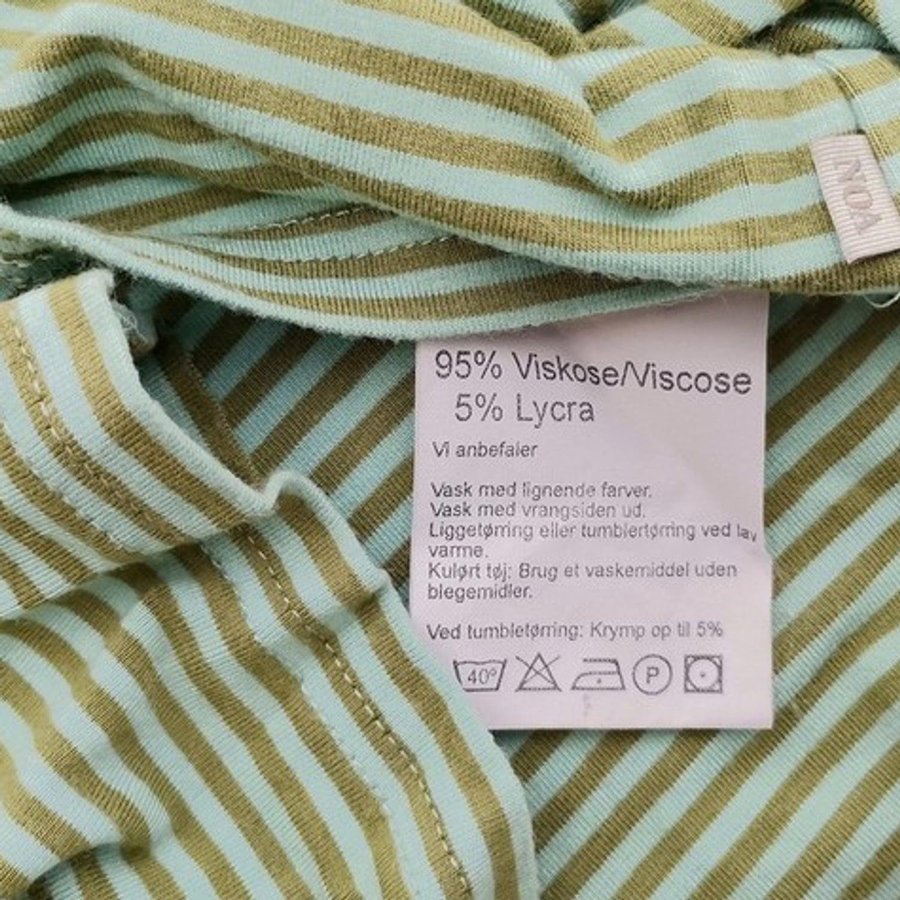 NOA
95% Viskose/Viscose
5% Lycra
Vi anbefaler
Vask med lignende farver.
Vask med vrangsiden ud.
Liggetørring eller tumblertørring ved lav
varme.
Kulørt tøj: Brug et vaskemiddel uden
blegemidler.
Ved tumbletørring: Krymp op til 5%
40° P